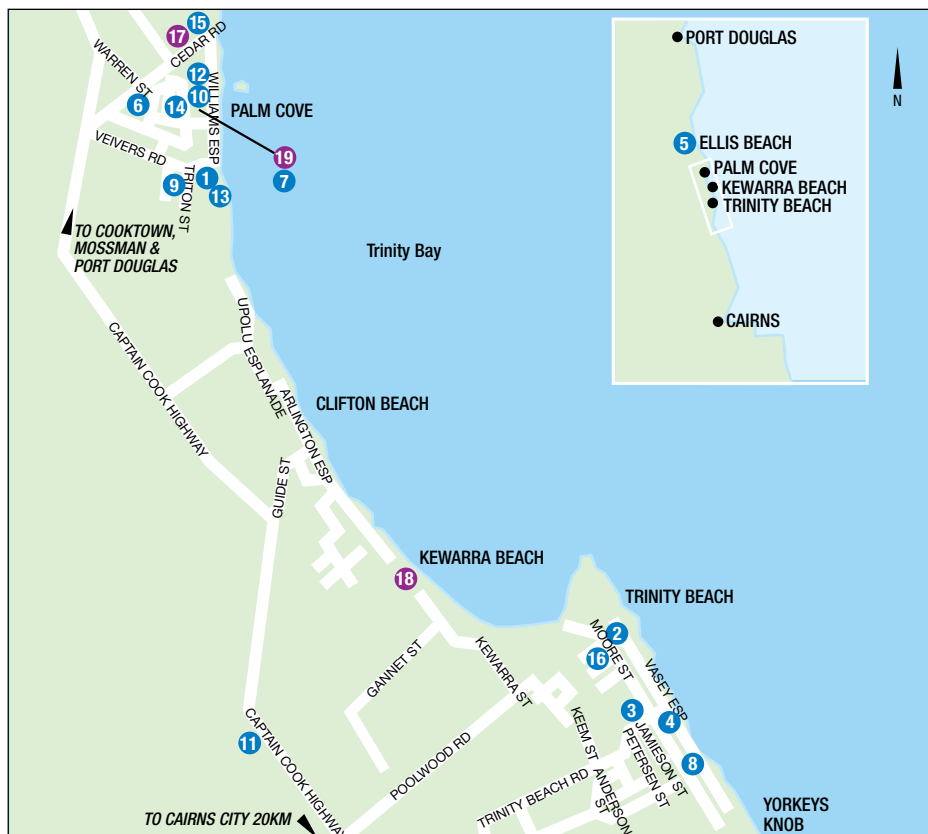 15
17
CEDAR RD
WARREN ST
12
WILLIAMS ESP
10
6
14
PALM COVE
VEIVERS RD
19
7
1
9
13
TRITON ST
TO COOKTOWN,
MOSSMAN &
PORT DOUGLAS
Trinity Bay
PORT DOUGLAS
N
5
ELLIS BEACH
PALM COVE
KEWARRA BEACH
TRINITY BEACH
CAIRNS
UPOLU ESPLANADE
CAPTAIN COOK HIGHWAY
CLIFTON BEACH
ARLINGTON ESP
GUIDE ST
KEWARRA BEACH
18
TRINITY BEACH
2
MOORE ST
16
VASEY ESP
GANNET ST
KEWARRA ST
3
4
11
CAPTAIN COOK HIGHWAY
POOLWOOD RD
KEEM ST
JAMIESON ST
PETERSEN ST
8
TRINITY BEACH RD
ANDERSON
ST
YORKEYS
KNOB
TO CAIRNS CITY 20KM